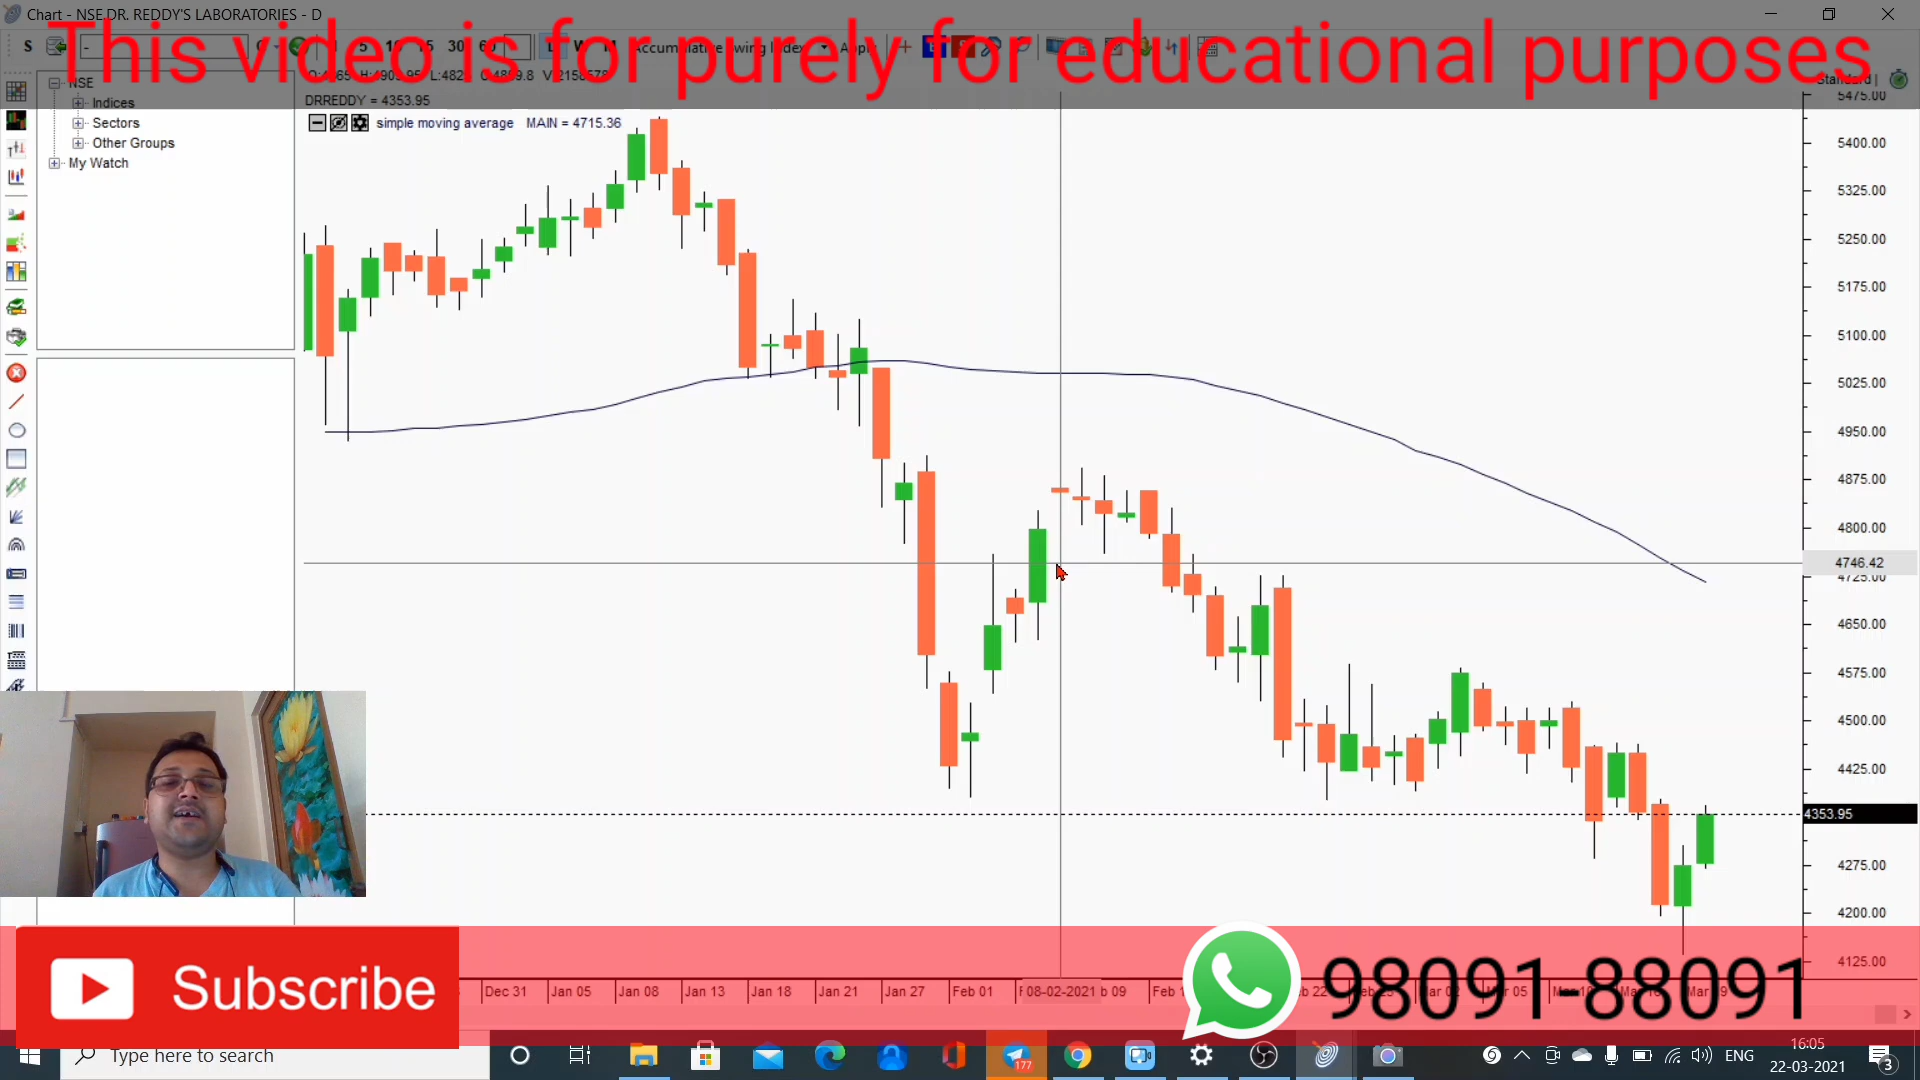 Chart - NSE.DR. REDDY'S LABORATORIES - D
This video is for purely for educational purposes
Standard
NSE
Indices
Sectors
Other Groups
My Watch
DRREDDY = 4353.95
simple moving average MAIN = 4715.36
5475.00
5400.00
5325.00
5250.00
5175.00
5100.00
5025.00
4950.00
4875.00
4800.00
4746.42
4725.00
4650.00
4575.00
4500.00
4425.00
4353.95
4275.00
4200.00
4125.00
Dec 31 Jan 05 Jan 08 Jan 13 Jan 18 Jan 21 Jan 27 Feb 01 08-02-2021
Subscribe
98091-88091
Type here to search
177
ENG
16:05
22-03-2021
3